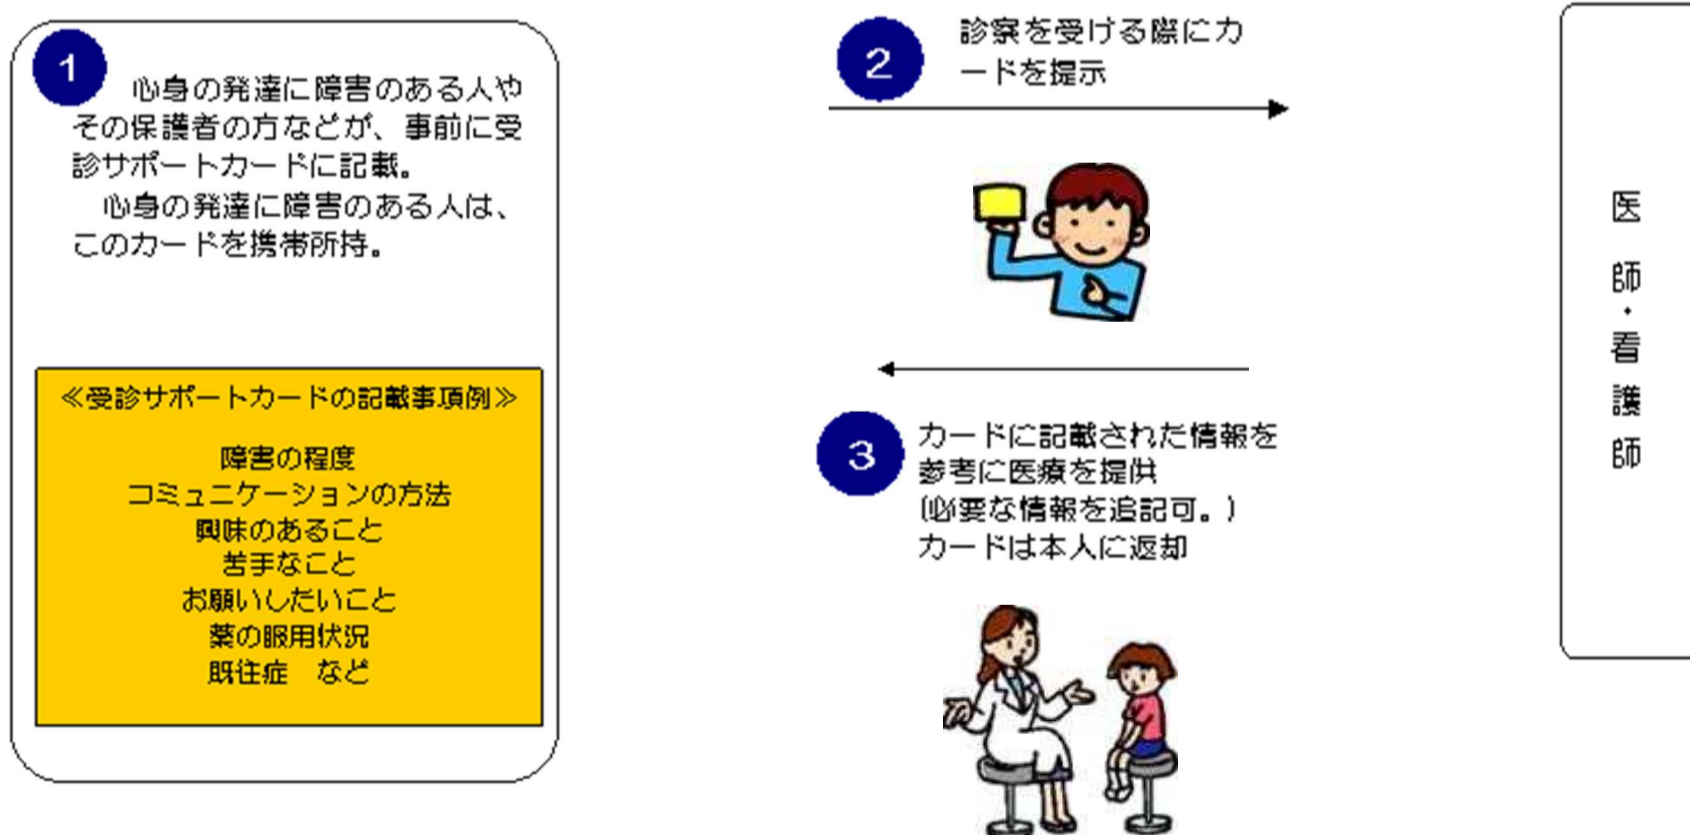 1
心身の発達に障害のある人や
その保護者の方などが、事前に受
診サポートカードに記載。
心身の発達に障害のある人は、
このカードを携帯所持。
≪受診サポートカードの記載事項例≫
障害の程度
コミュニケーションの方法
興味のあること
苦手なこと
お願いしたいこと
薬の服用状況
既往症　など
2
診察を受ける際にカ
ードを提示
3
カードに記載された情報を
参考に医療を提供
(必要な情報を追記可。)
カードは本人に返却
医師・看護師